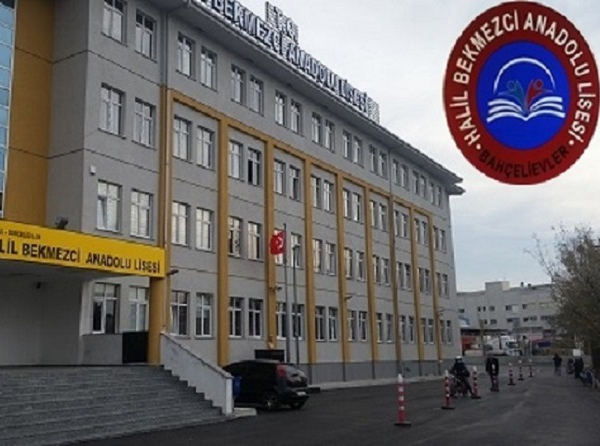 BEKMEZCİ ANADOLU LİSESİ
HALİL BEKMEZCİ ANADOLU LİSESİ
BAHÇELİEVLER
LİL BEKMEZCİ ANADOLU LİSESİ